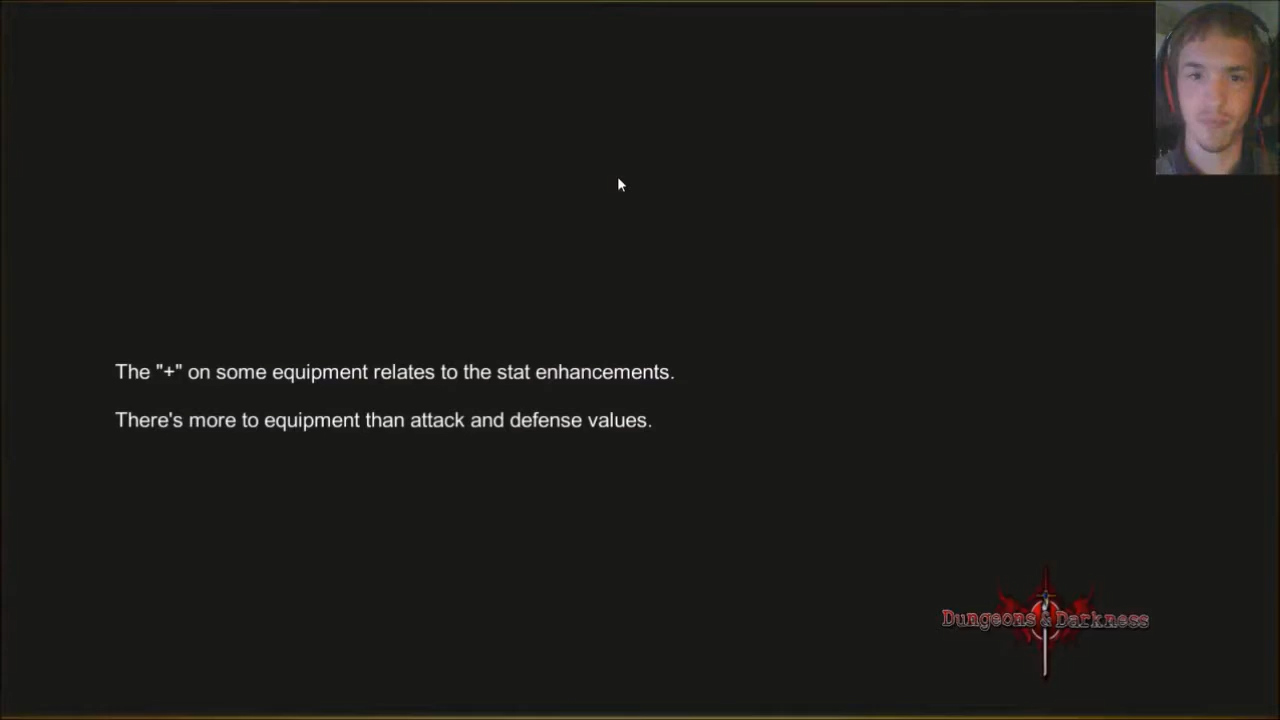 The "+" on some equipment relates to the stat enhancements.
There's more to equipment than attack and defense values.
Dungeons & Darkness